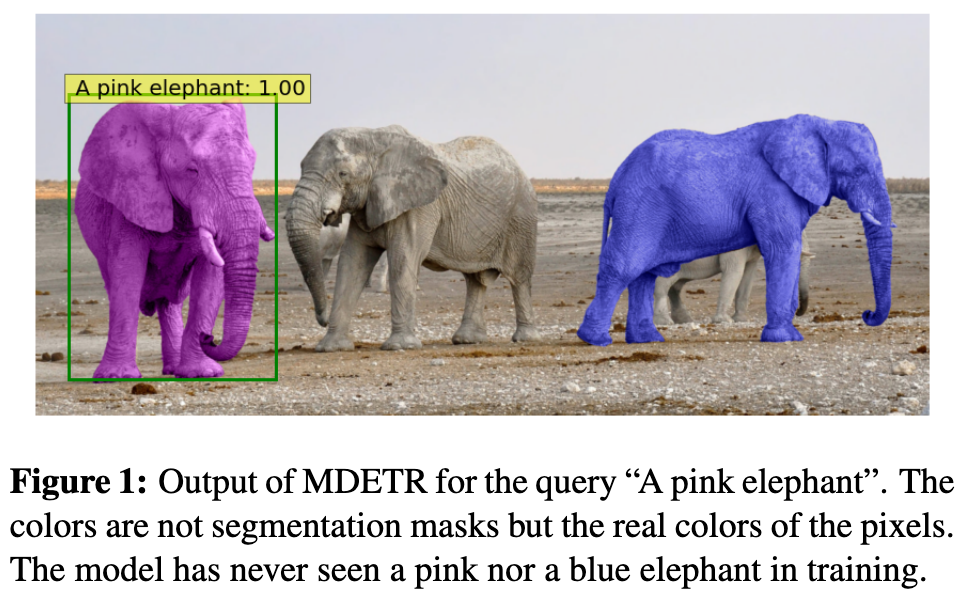 A pink elephant: 1.00
Figure 1: Output of MDETR for the query “A pink elephant”. The
colors are not segmentation masks but the real colors of the pixels.
The model has never seen a pink nor a blue elephant in training.